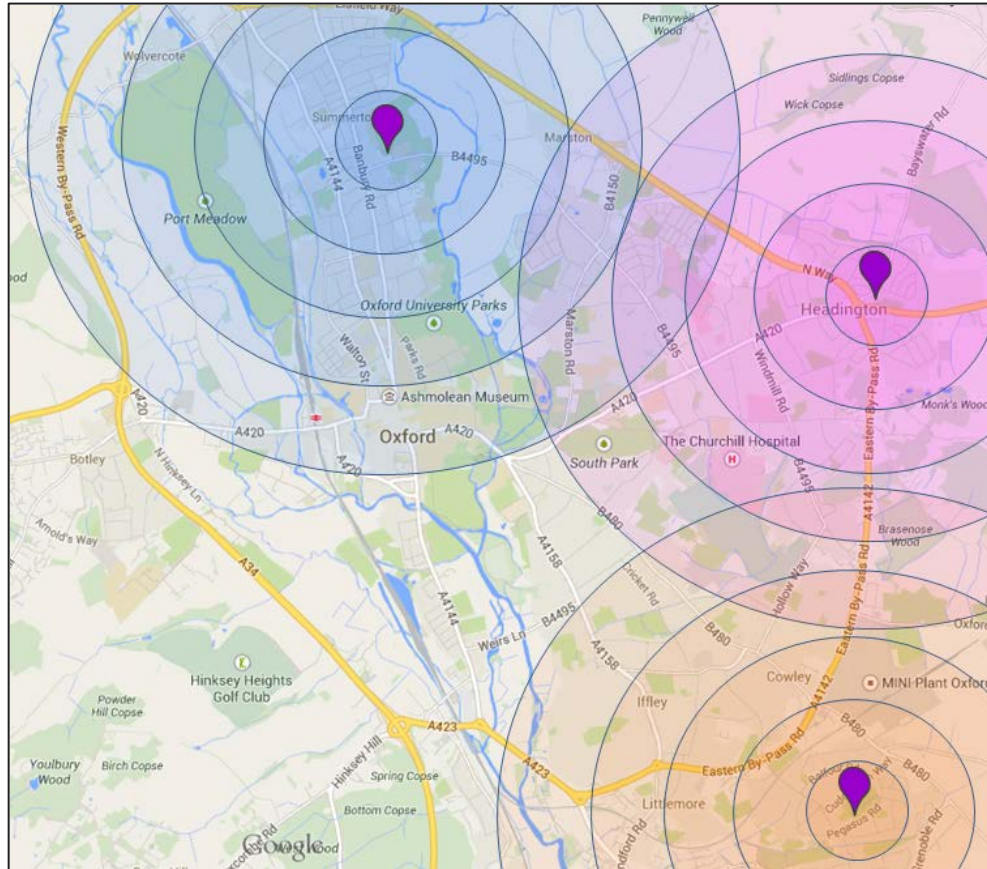 Pennywell
Wood
Wolvercote
Sidlings Copse
Wick Copse
Bayswater Rd
Marston
B4495
A4144
Banbury Rd
B4150
Western By-Pass Rd
Port Meadow
N Way
Oxford University Parks
Headington
Marston Rd
B4495
A420
Walton St
Parks Rd
Windmill Rd
Eastern By-Pass Rd
A420
Ashmolean Museum
A420
Monk's Wood
A420
Oxford
A420
The Churchill Hospital
H
South Park
Botley
N Hinksey Ln
A420
B4495
A4142
Arnold's Way
B480
Brasenose
Wood
A4158
A34
Cricket Rd
Hollow Way
A4144
B4495
Weirs Ln
B480
Eastern By-Pass Rd
A4158
Hinksey Heights
Golf Club
Cowley
MINI Plant Oxford
Powder
Hill Copse
Iffley
A4142
A423
B480
Hinksey Hill
Youlbury
Wood
Birch Copse
Spring Copse
A423
Eastern By-Pass Rd
B480
Littlemore
Bottom Copse
Pegasus Rd
Grenoble Rd
Google